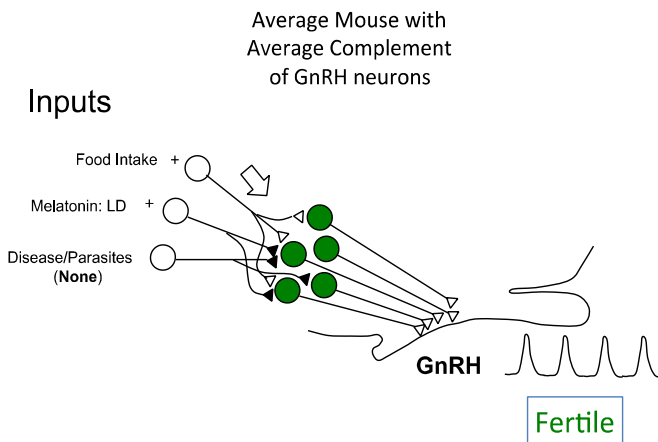 Average Mouse with
Average Complement
of GnRH neurons
Inputs
Food Intake +
Melatonin: LD +
Disease/Parasites
(None)
GnRH
Fertile